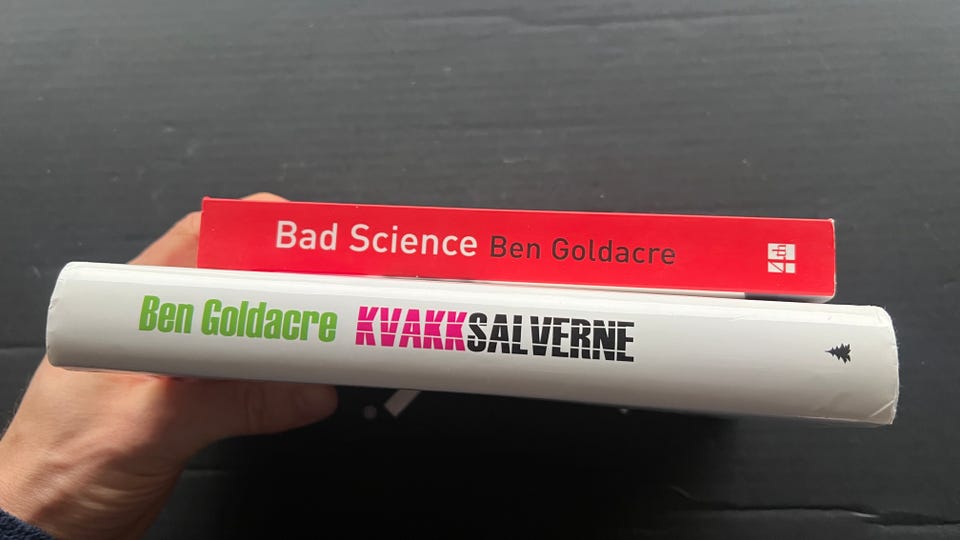 Bad Science Ben Goldacre
Ben Goldacre KVAKKSALVERNE